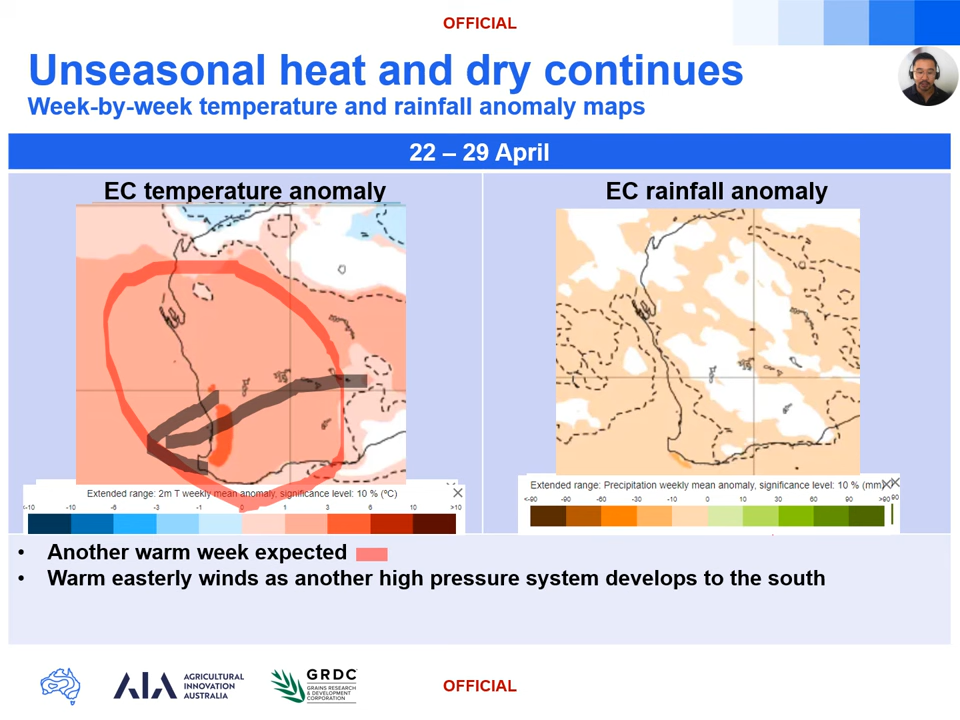 OFFICIAL
Unseasonal heat and dry continues
Week-by-week temperature and rainfall anomaly maps
22 – 29 April
EC temperature anomaly
EC rainfall anomaly
Extended range: 2m T weekly mean anomaly, significance level: 10 % (ºC)
<-10 -10 -6 -3 -1 0 1 3 6 10 >10
Extended range: Precipitation weekly mean anomaly, significance level: 10 % (mm)
<-90 -90 -60 -30 -10 0 10 30 60 90 >90
• Another warm week expected
• Warm easterly winds as another high pressure system develops to the south
AIA
AGRICULTURAL
INNOVATION
AUSTRALIA
GRDC
GRAINS RESEARCH
& DEVELOPMENT
CORPORATION
OFFICIAL